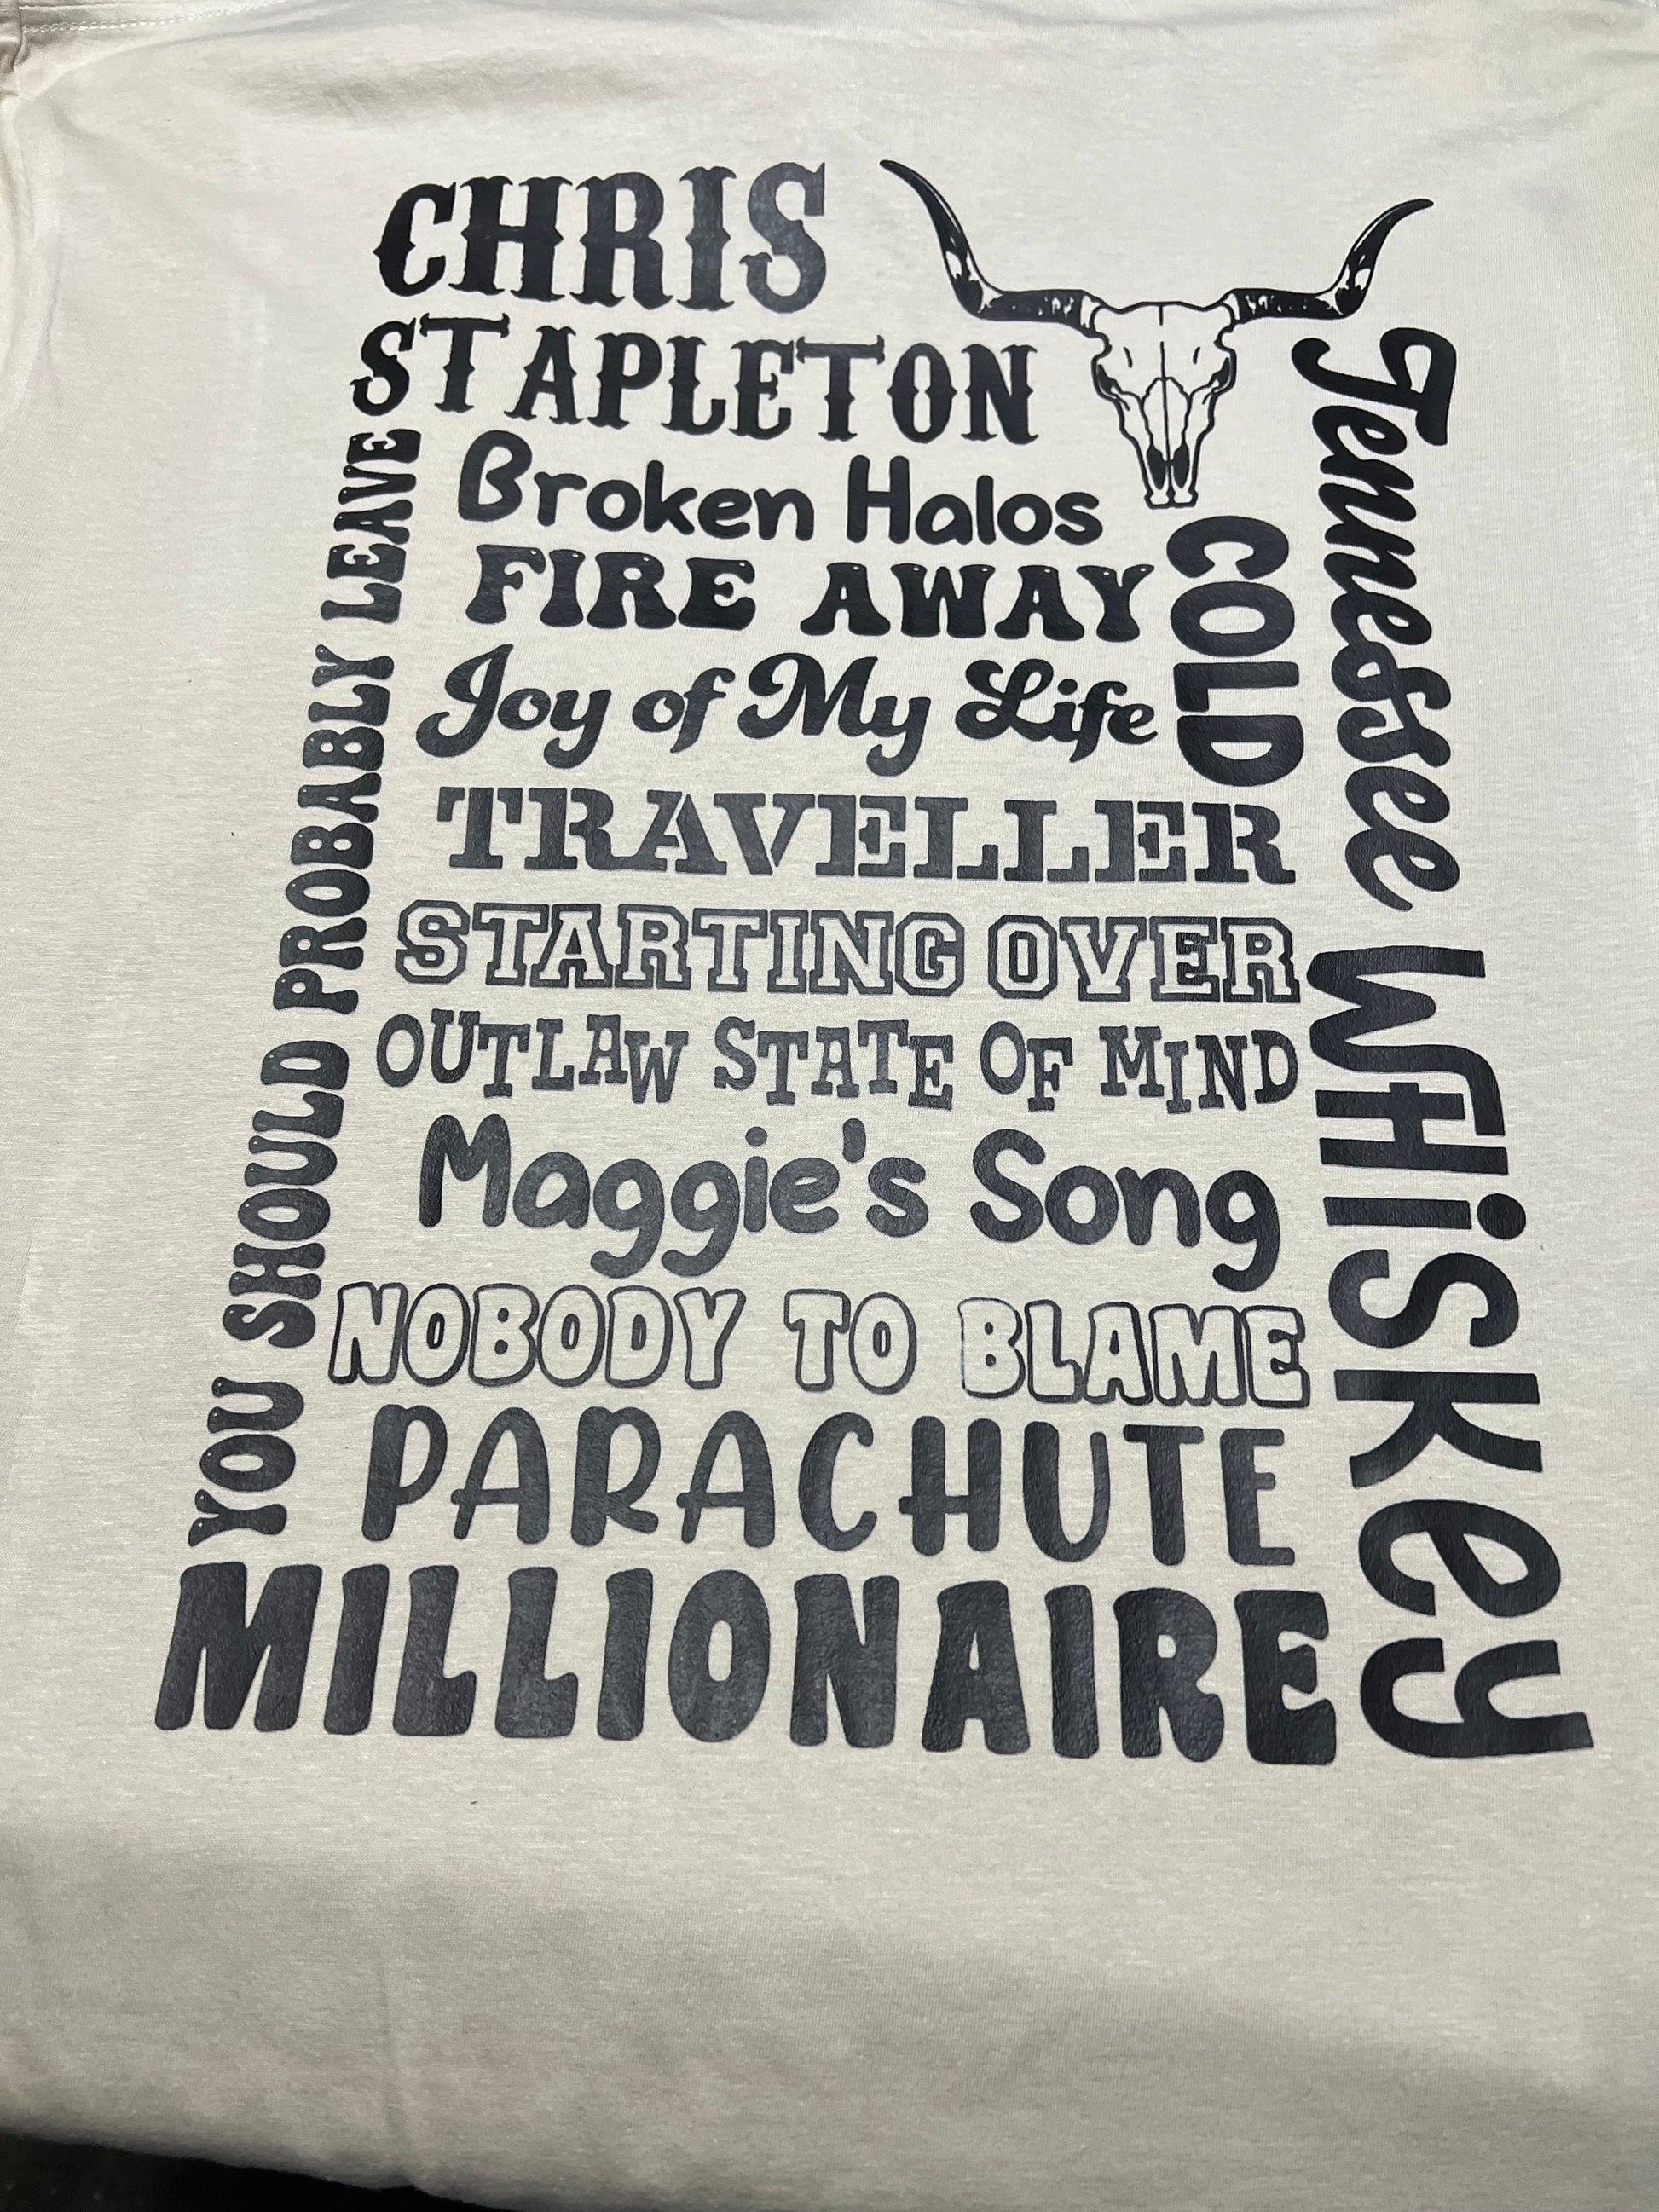 CHRIS
STAPLETON
Broken Halos
FIRE AWAY
Joy of My Life
TRAVELLER
STARTING OVER
OUTLAW STATE OF MIND
Maggie's Song
NOBODY TO BLAME
PARACHUTE
MILLIONAIRE
YOU SHOULD PROBABLY LEAVE
COLD
Tennessee WHiSKey